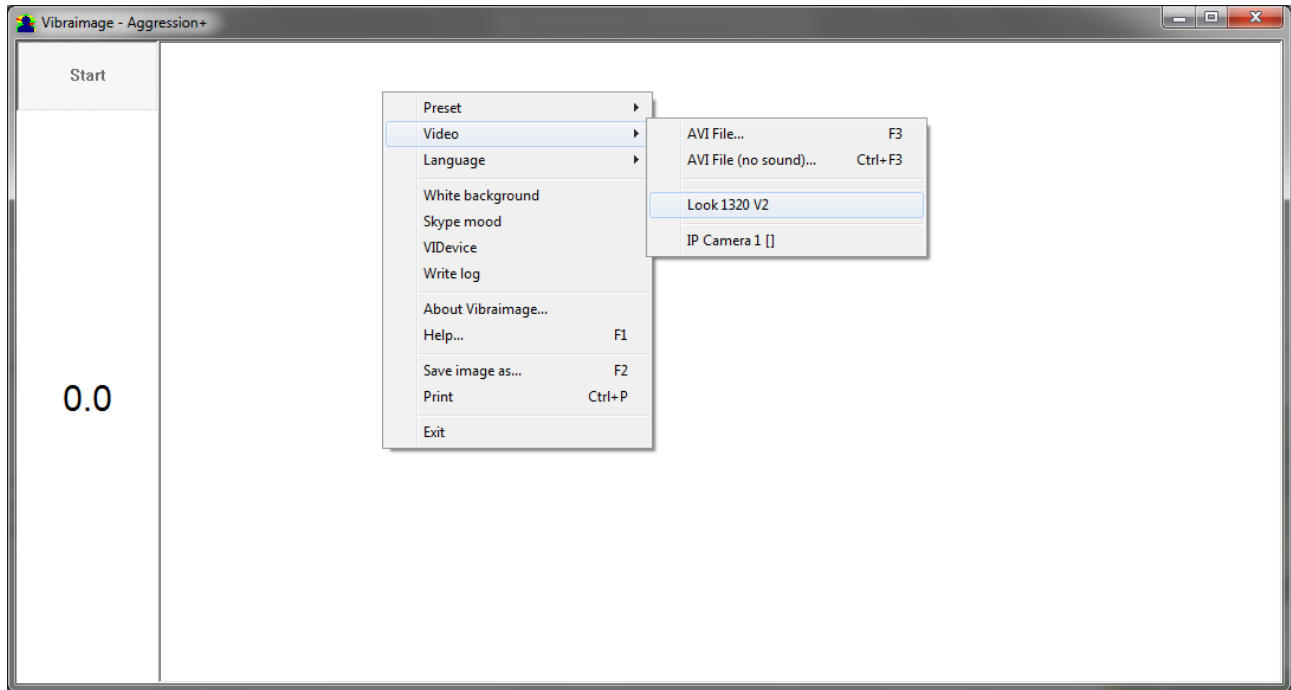 Vibraimage - Aggression+
Start
0.0
Preset
Video
Language
White background
Skype mood
VIDevice
Write log
About Vibraimage...
Help... F1
Save image as... F2
Print Ctrl+P
Exit
AVI File... F3
AVI File (no sound)... Ctrl+F3
Look 1320 V2
IP Camera 1 []